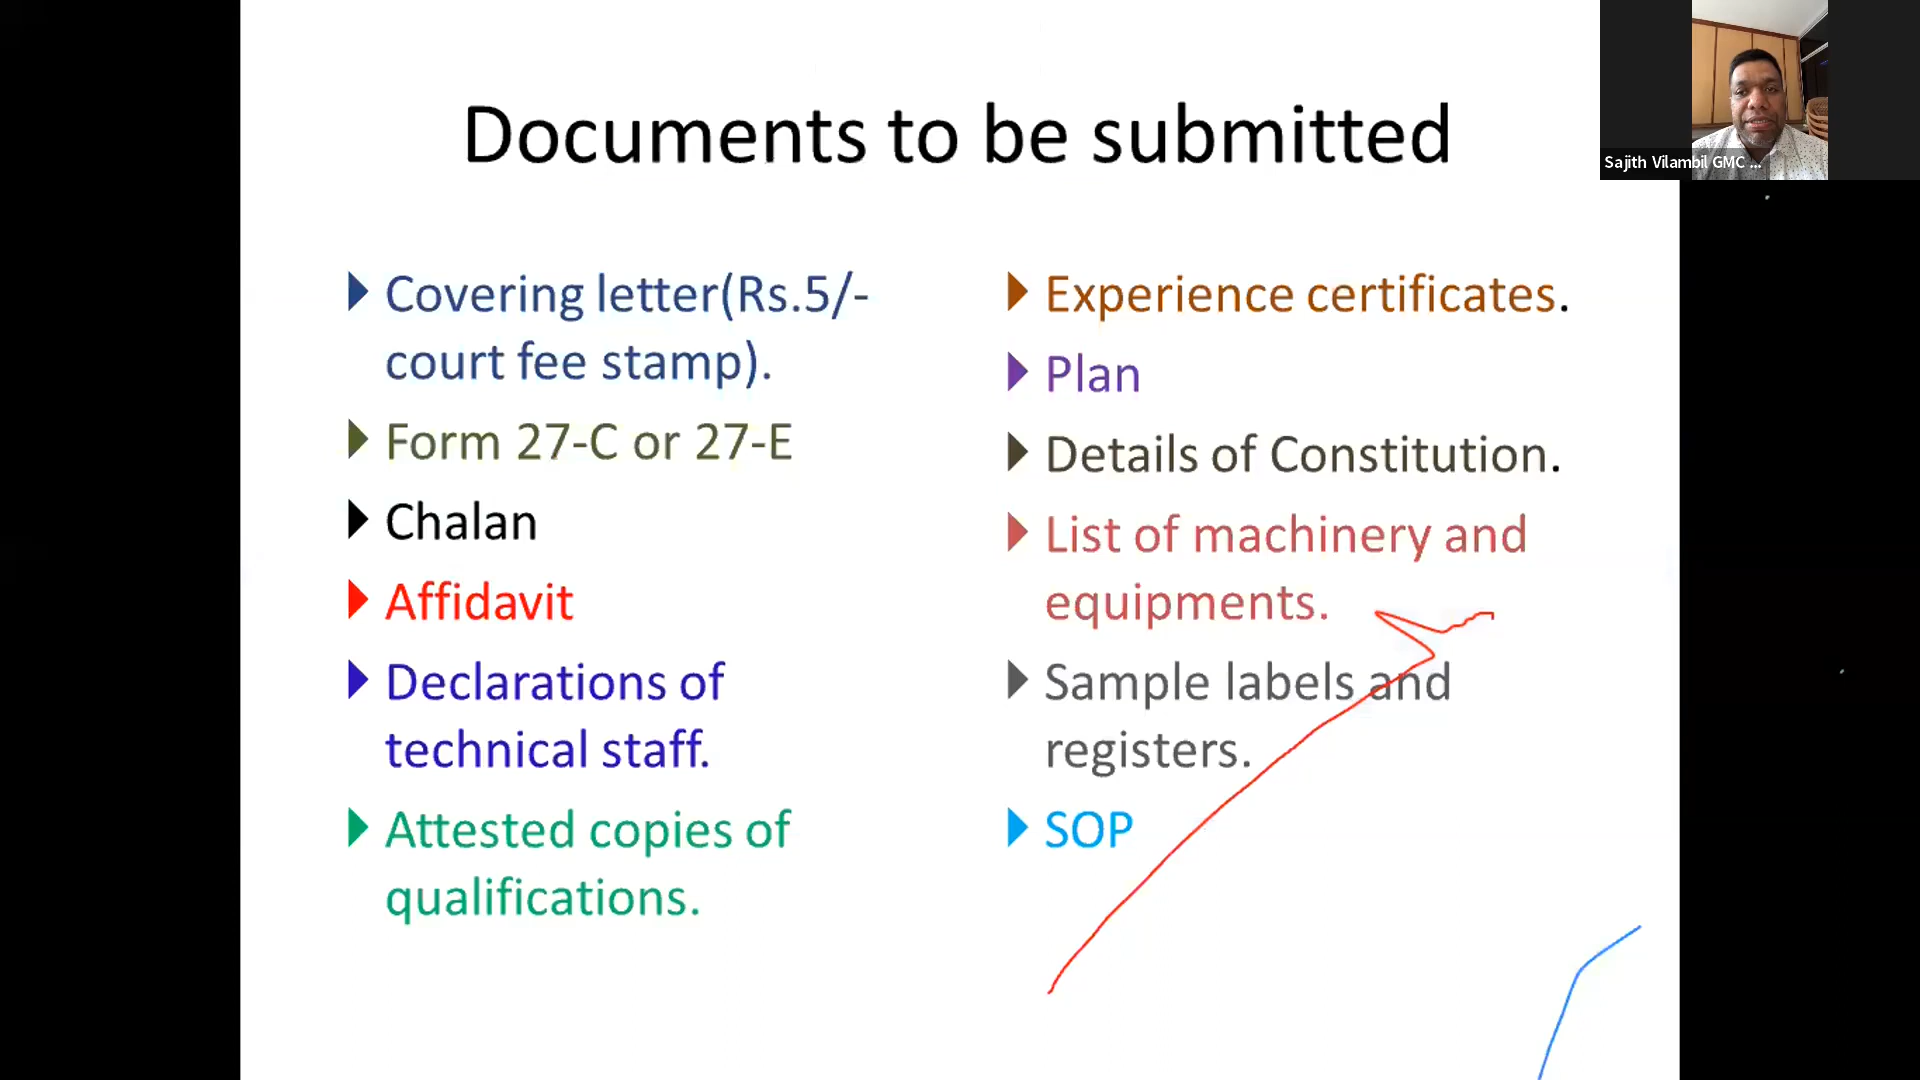 Documents to be submitted
Covering letter(Rs.5/-
court fee stamp).
Form 27-C or 27-E
Chalan
Affidavit
Declarations of
technical staff.
Attested copies of
qualifications.
Experience certificates.
Plan
Details of Constitution.
List of machinery and
equipments.
Sample labels and
registers.
SOP
Sajith Vilambil GMC ...